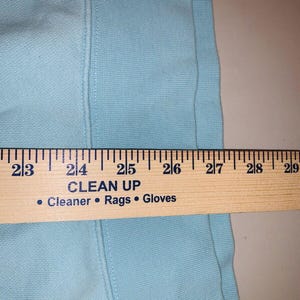 23 24 25 26 27 28 29
CLEAN UP
• Cleaner • Rags • Gloves